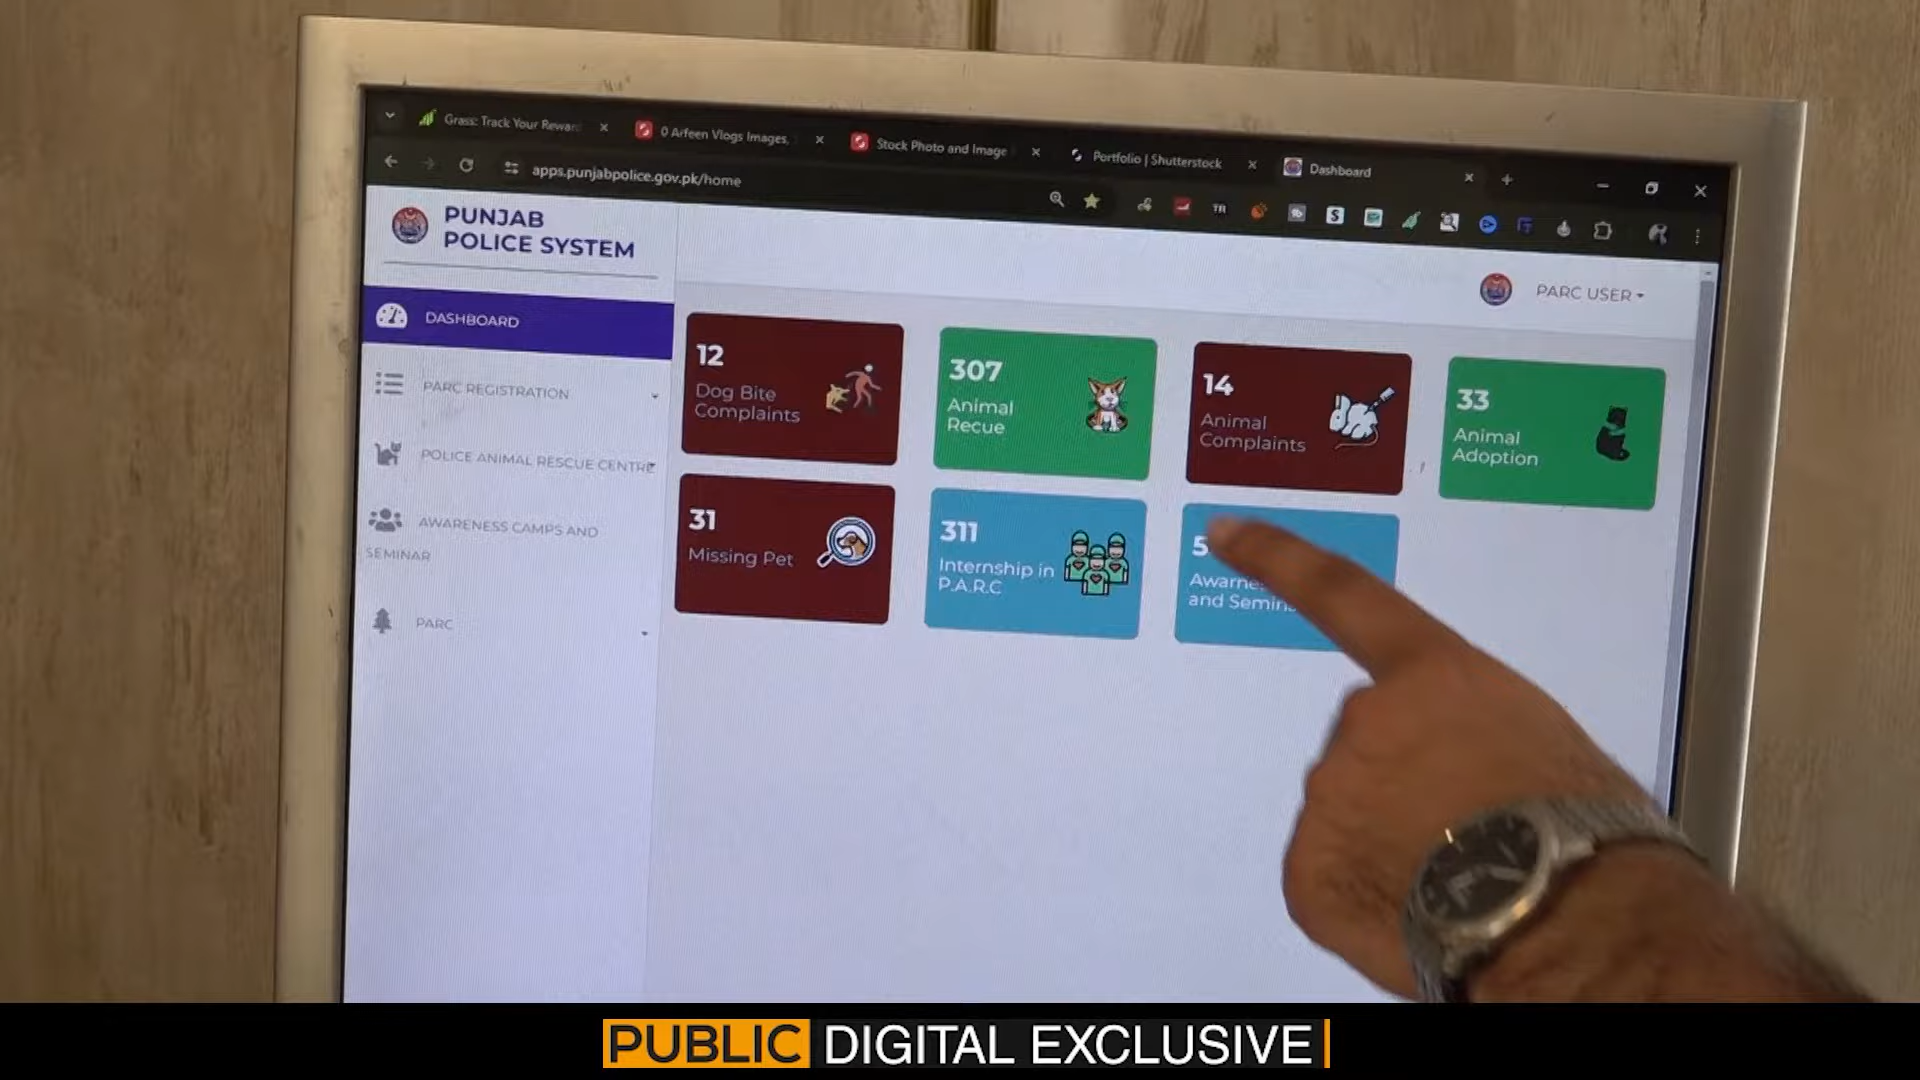 Grass: Track Your Rewar
0 Arfeen Vlogs Images,
Stock Photo and Image
Portfolio | Shutterstock
Dashboard
apps.punjabpolice.gov.pk/home
PUNJAB
POLICE SYSTEM
PARC USER
DASHBOARD
PARC REGISTRATION
POLICE ANIMAL RESCUE CENTRE
AWARENESS CAMPS AND
SEMINAR
PARC
12
Dog Bite
Complaints
307
Animal
Recue
14
Animal
Complaints
33
Animal
Adoption
31
Missing Pet
311
Internship in
P.A.R.C
5
Awarne
and Semin
PUBLIC DIGITAL EXCLUSIVE